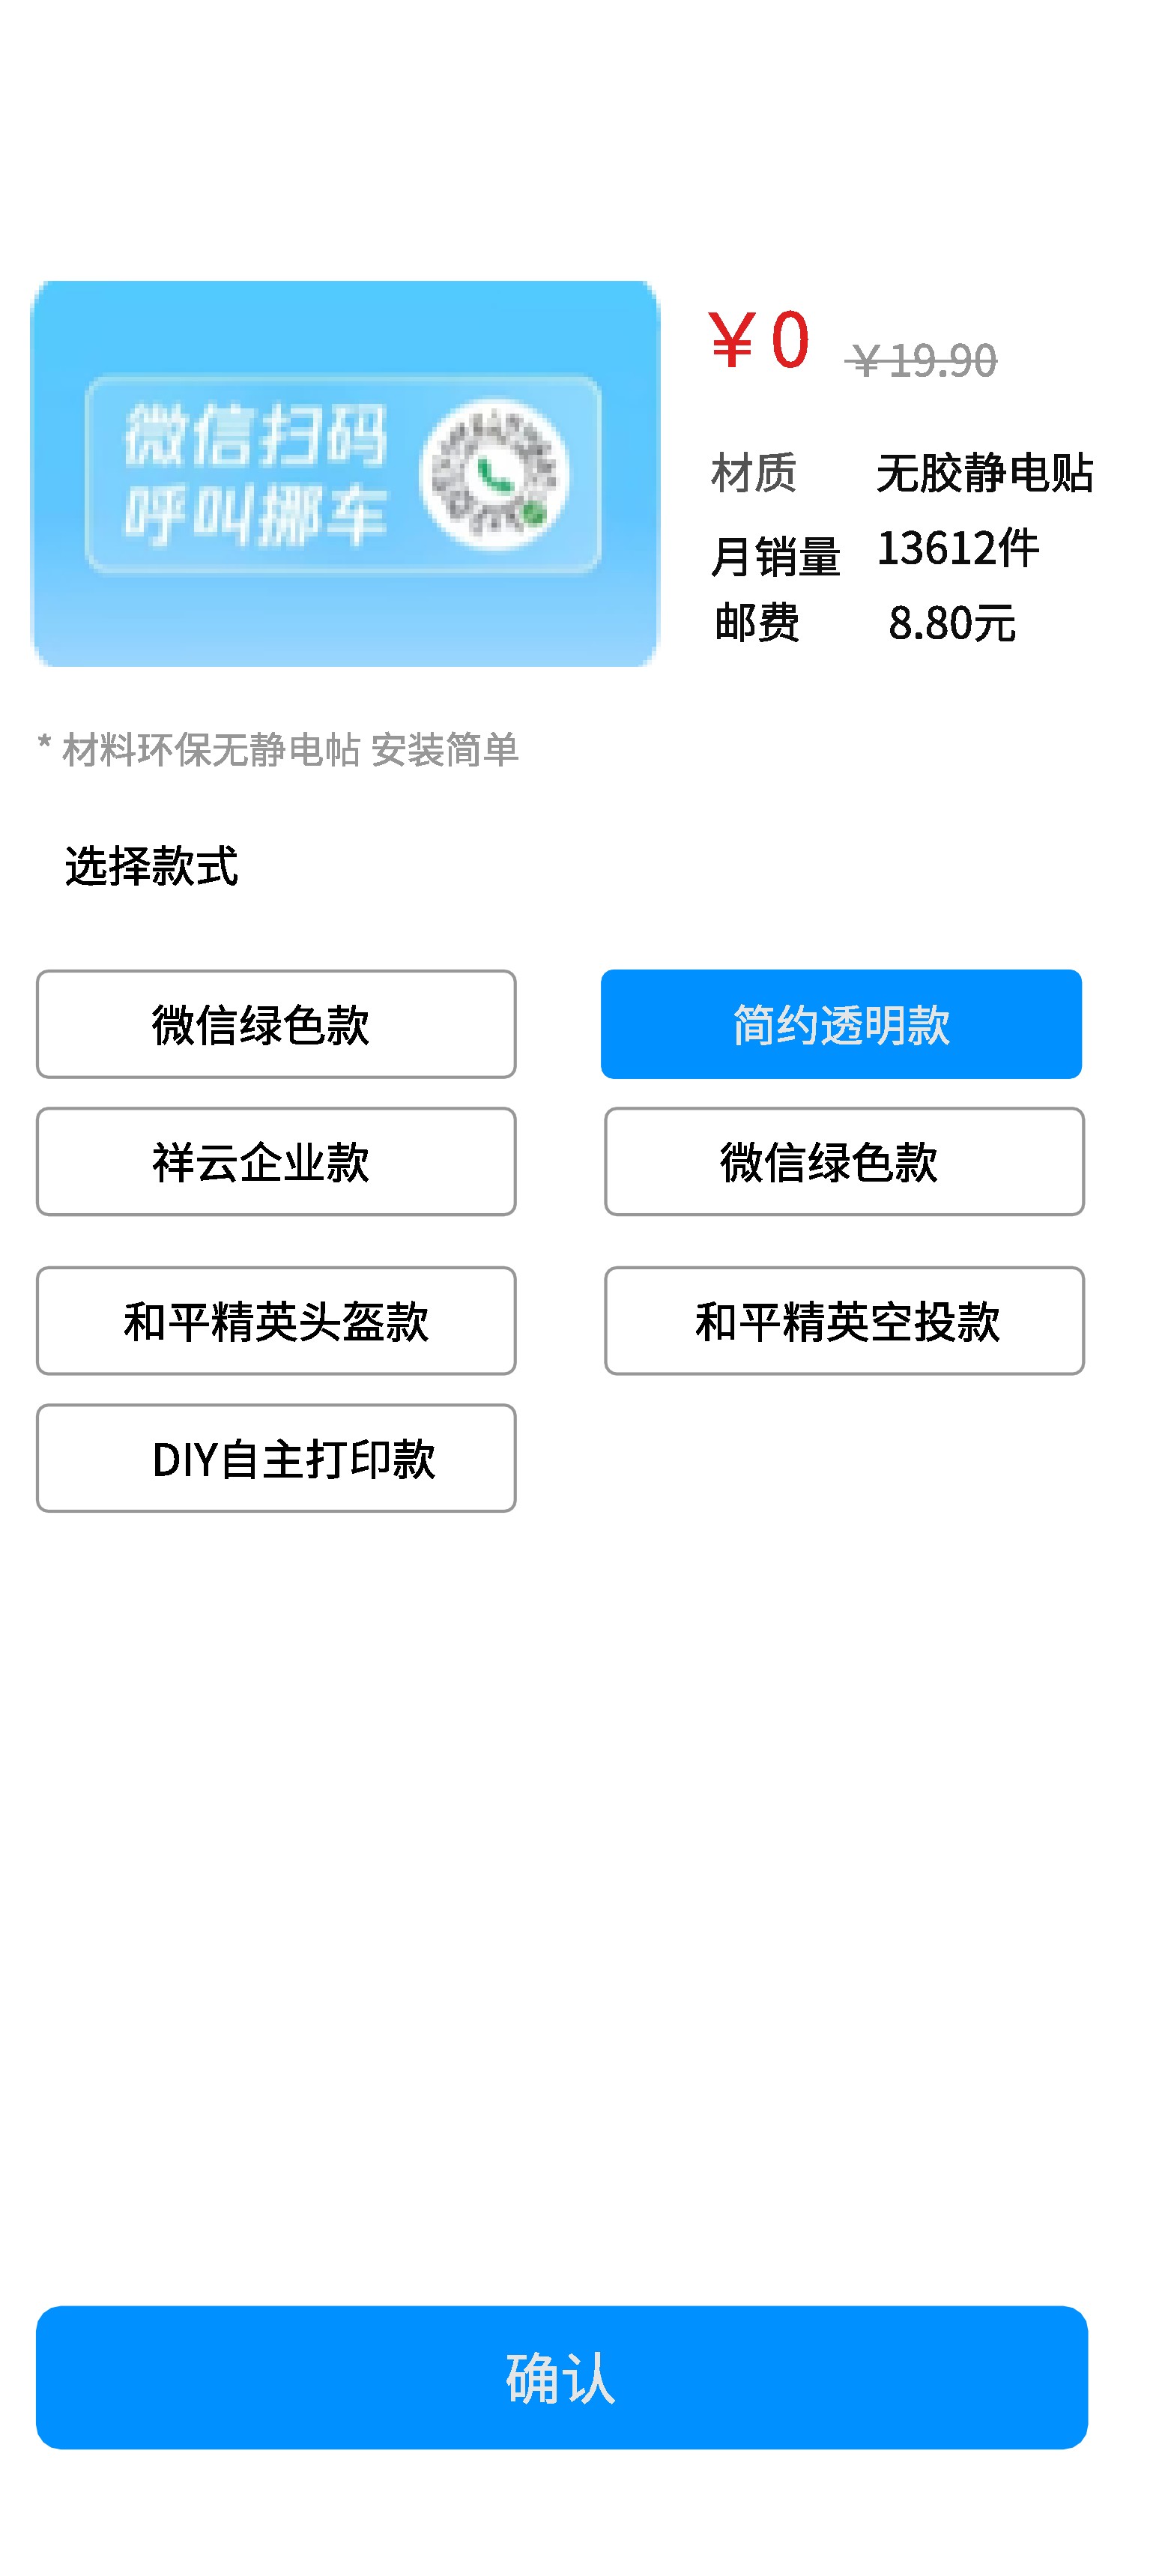 微信扫码
呼叫挪车
￥0 ￥19.90
材质 无胶静电贴
月销量 13612件
邮费 8.80元
* 材料环保无静电帖 安装简单
选择款式
微信绿色款 简约透明款
祥云企业款 微信绿色款
和平精英头盔款 和平精英空投款
DIY自主打印款
确认